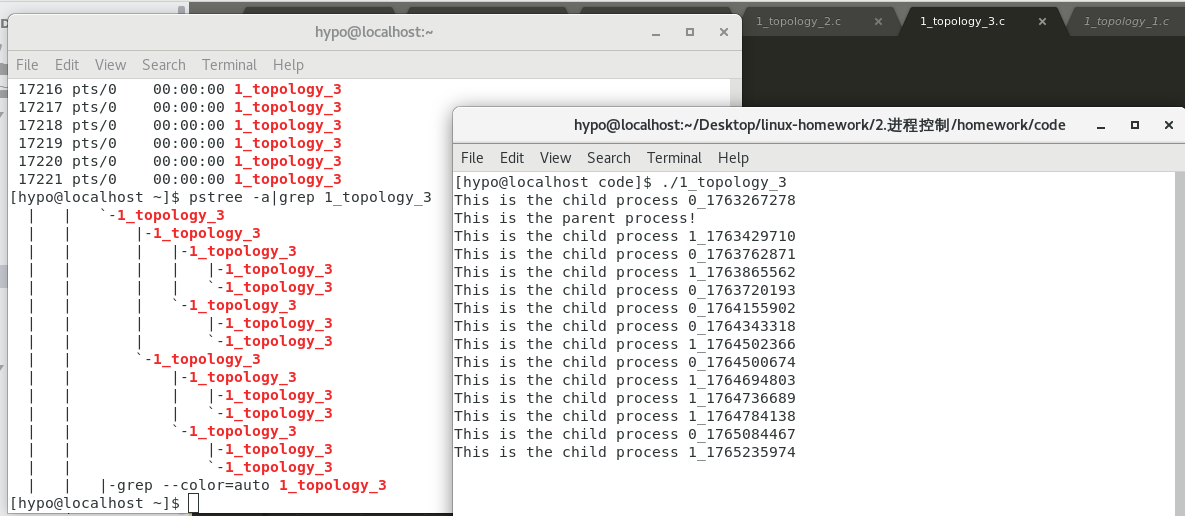 1_topology_2.c × 1_topology_3.c × 1_topology_1.c
hypo@localhost:~
File Edit View Search Terminal Help
17216 pts/0    00:00:00 1_topology_3
17217 pts/0    00:00:00 1_topology_3
17218 pts/0    00:00:00 1_topology_3
17219 pts/0    00:00:00 1_topology_3
17220 pts/0    00:00:00 1_topology_3
17221 pts/0    00:00:00 1_topology_3
[hypo@localhost ~]$ pstree -a|grep 1_topology_3
  |   |   `-1_topology_3
  |   |       |-1_topology_3
  |   |       |   |-1_topology_3
  |   |       |   |   |-1_topology_3
  |   |       |   |   `-1_topology_3
  |   |       |   `-1_topology_3
  |   |       |       |-1_topology_3
  |   |       |       `-1_topology_3
  |   |       `-1_topology_3
  |   |           |-1_topology_3
  |   |           |   |-1_topology_3
  |   |           |   `-1_topology_3
  |   |           `-1_topology_3
  |   |               |-1_topology_3
  |   |               `-1_topology_3
  |   |   |-grep --color=auto 1_topology_3
[hypo@localhost ~]$
hypo@localhost:~/Desktop/linux-homework/2.进程控制/homework/code
File Edit View Search Terminal Help
[hypo@localhost code]$ ./1_topology_3
This is the child process 0_1763267278
This is the parent process!
This is the child process 1_1763429710
This is the child process 0_1763762871
This is the child process 1_1763865562
This is the child process 0_1763720193
This is the child process 0_1764155902
This is the child process 0_1764343318
This is the child process 1_1764502366
This is the child process 0_1764500674
This is the child process 1_1764694803
This is the child process 1_1764736689
This is the child process 1_1764784138
This is the child process 0_1765084467
This is the child process 1_1765235974